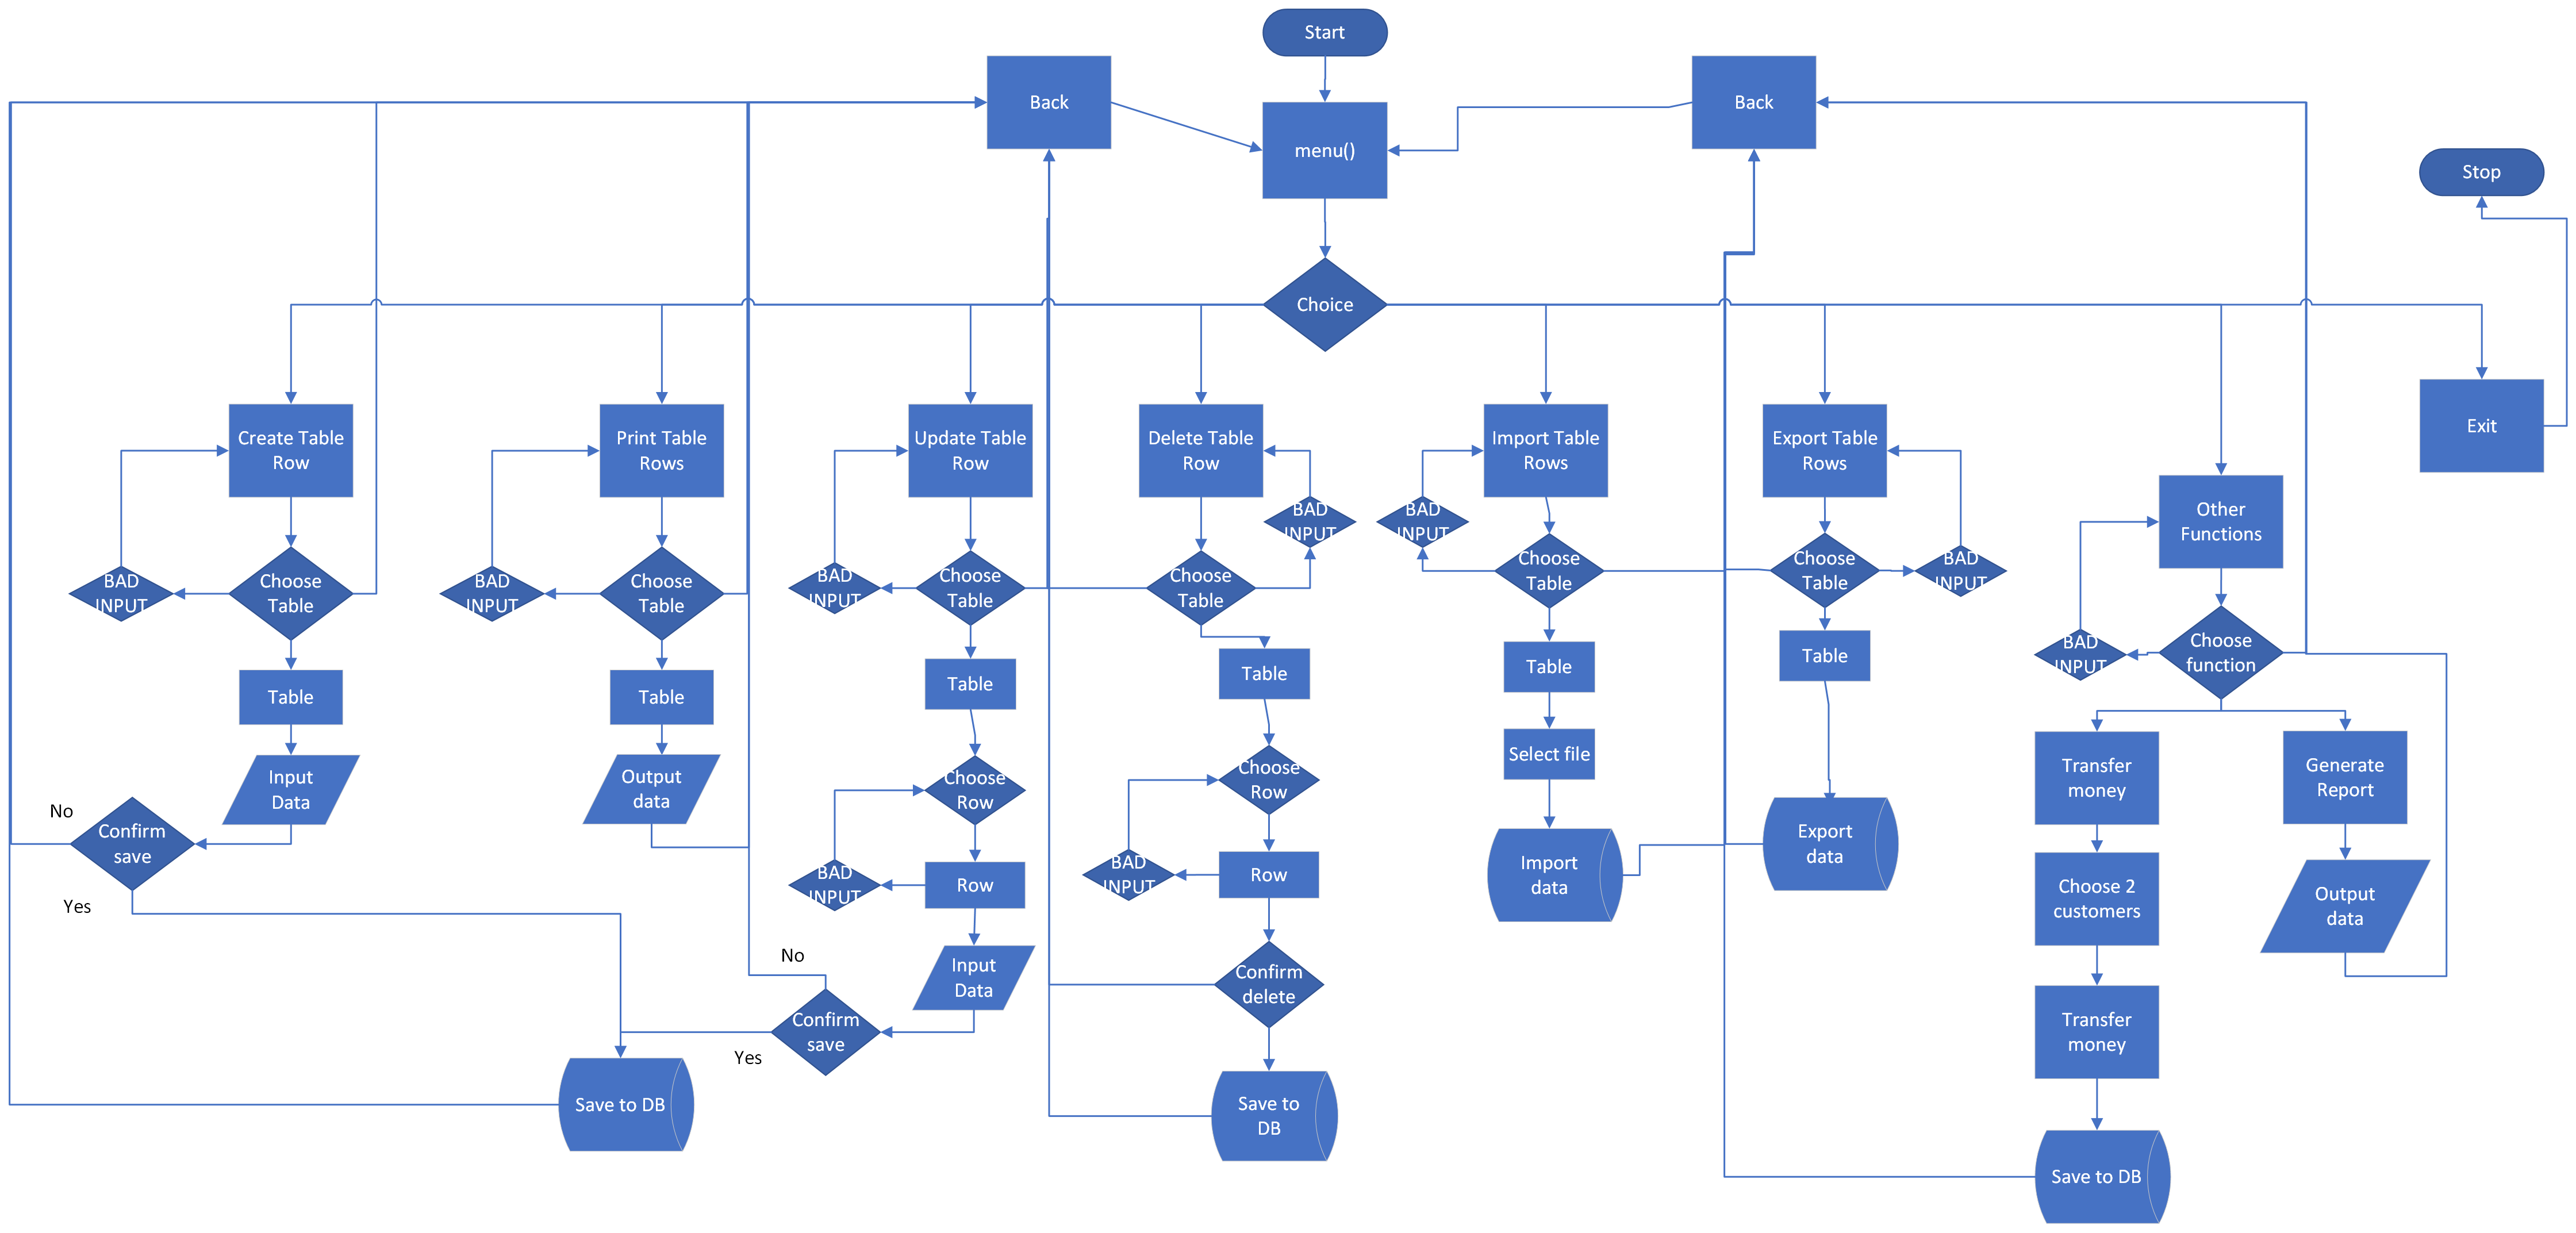 Start
Back
menu()
Back
Stop
Choice
Create Table
Row
Print Table
Rows
Update Table
Row
Delete Table
Row
Import Table
Rows
Export Table
Rows
Exit
Other
Functions
BAD
INPUT
Choose
Table
BAD
INPUT
Choose
Table
BAD
INPUT
Choose
Table
Choose
Table
BAD
INPUT
BAD
INPUT
Choose
Table
Choose
Table
BAD
INPUT
BAD
INPUT
Choose
function
Table
Table
Table
Table
Table
Table
Select file
Input
Data
Output
data
Choose
Row
Choose
Row
Transfer
money
Generate
Report
No
Confirm
save
Yes
BAD
INPUT
Row
BAD
INPUT
Row
Import
data
Export
data
Choose 2
customers
Output
data
No
Input
Data
Confirm
delete
Confirm
save
Yes
Transfer
money
Save to DB
Save to
DB
Save to DB